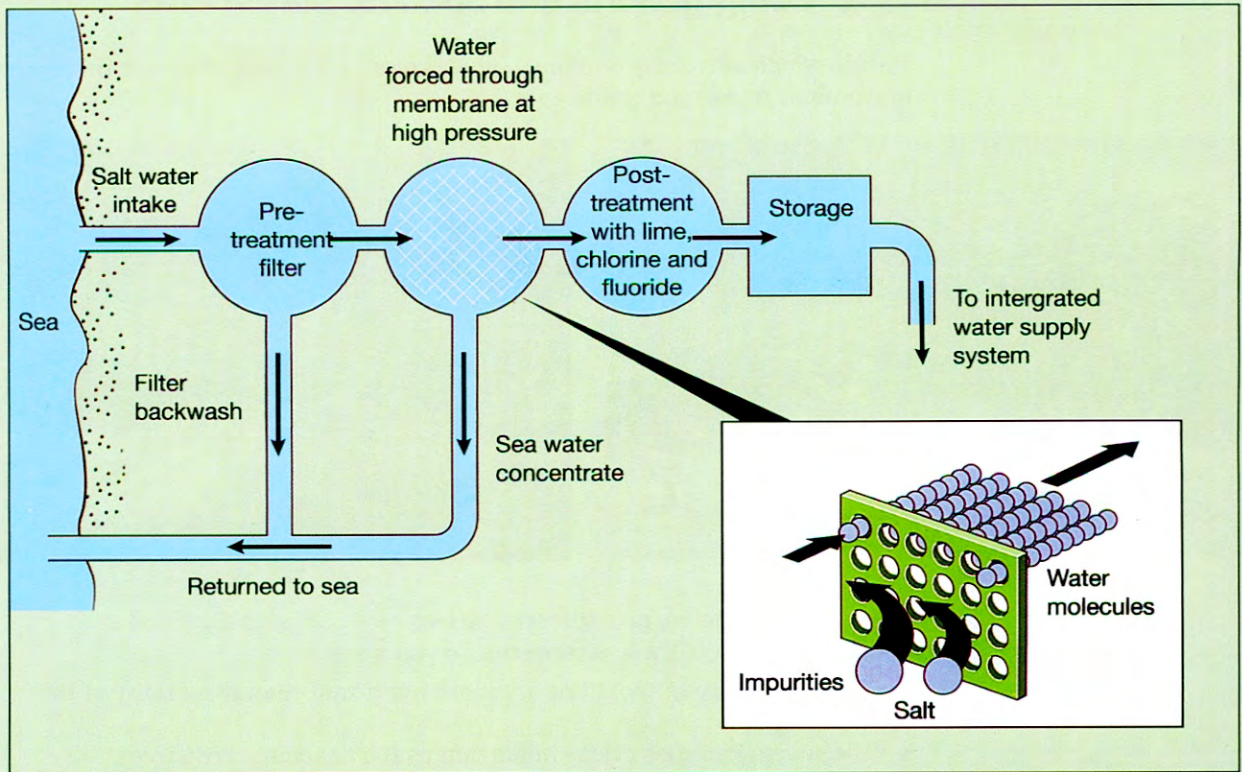 Water
forced through
membrane at
high pressure
Salt water
intake
Pre-
treatment
filter
Post-
treatment
with lime,
chlorine and
fluoride
Storage
Sea
To intergrated
water supply
system
Filter
backwash
Sea water
concentrate
Returned to sea
Water
molecules
Impurities
Salt